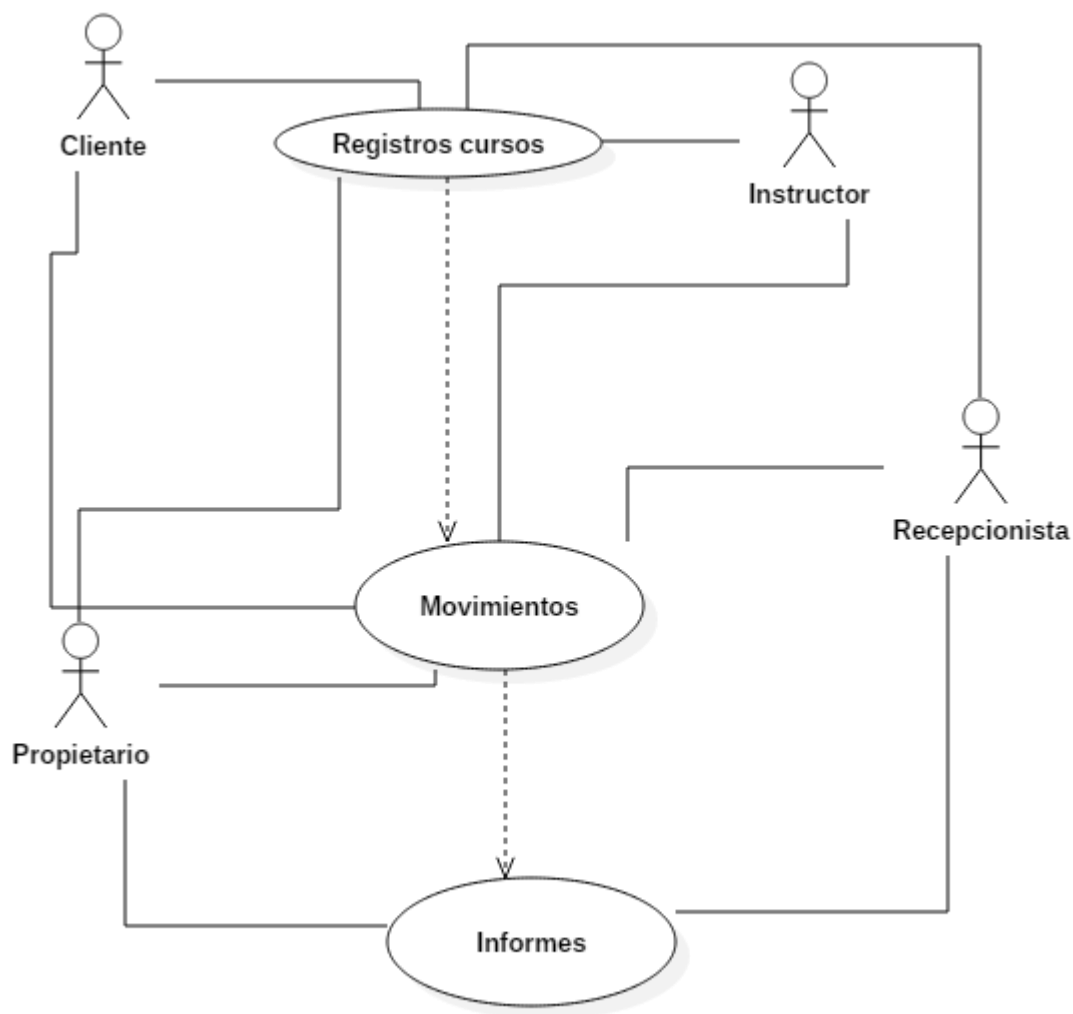 Cliente
Registros cursos
Instructor
Recepcionista
Movimientos
Propietario
Informes